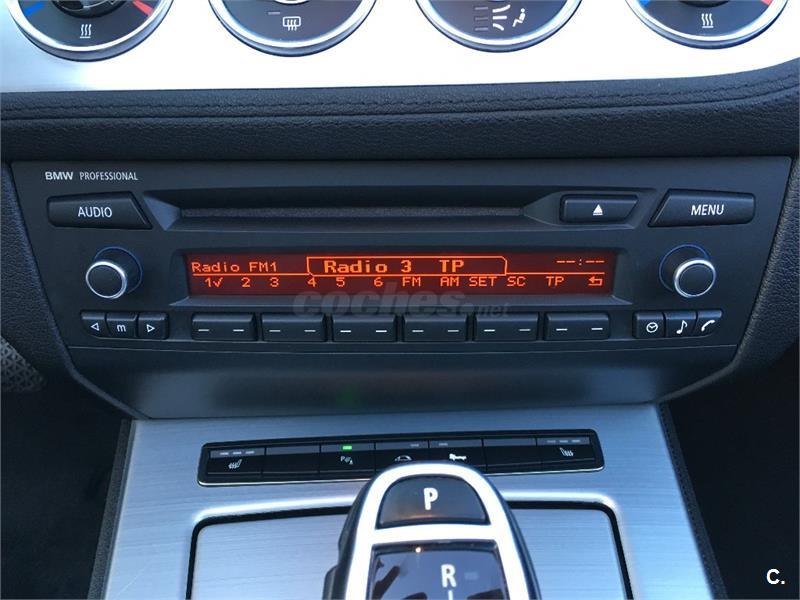 BMW PROFESSIONAL
AUDIO
MENU
Radio FM1 Radio 3 TP --:--
1✓ 2 3 4 5 6 FM AM SET SC TP
m
coches.net
P
R
C.